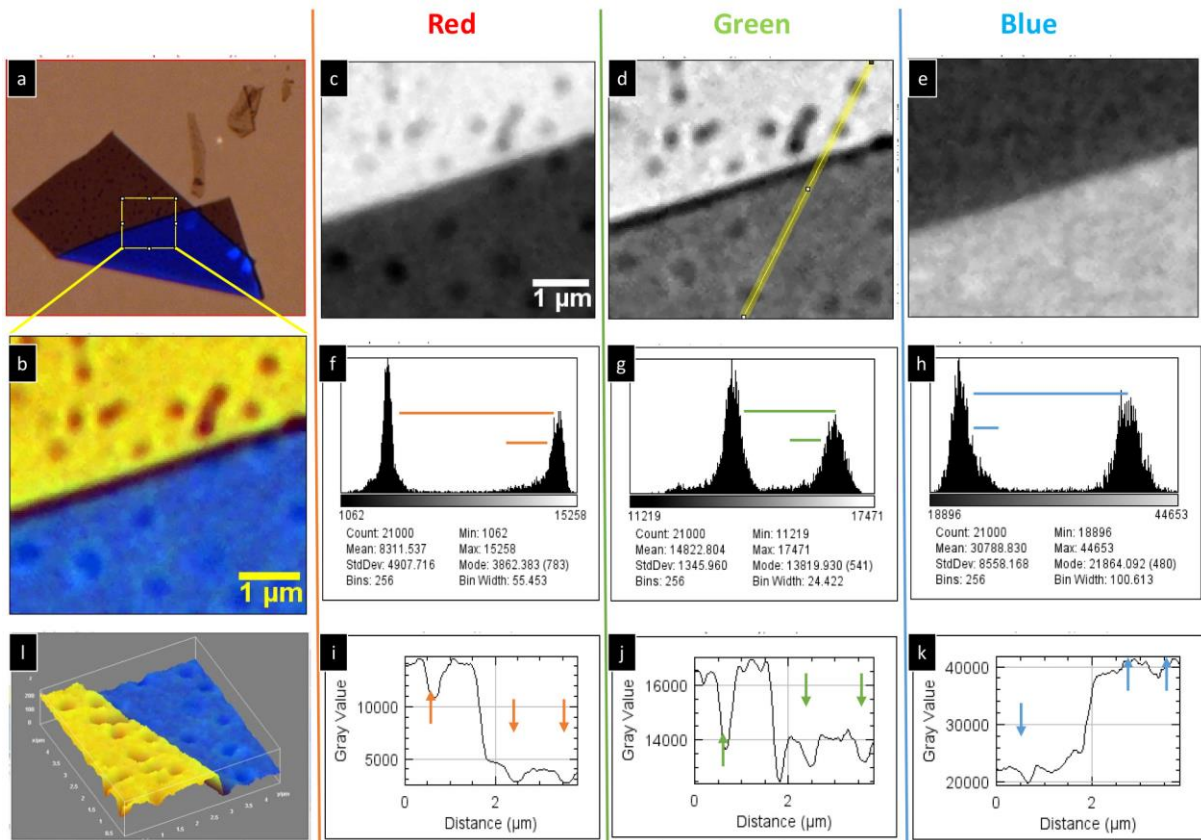 Red
Green
Blue
a
c
d
e
1 µm
b
1 µm
f
1062
15258
Count: 21000
Min: 1062
Mean: 8311.537
Max: 15258
StdDev: 4907.716
Mode: 3862.383 (783)
Bins: 256
Bin Width: 55.453
g
11219
17471
Count: 21000
Min: 11219
Mean: 14822.804
Max: 17471
StdDev: 1345.960
Mode: 13819.930 (541)
Bins: 256
Bin Width: 24.422
h
18896
44653
Count: 21000
Min: 18896
Mean: 30788.830
Max: 44653
StdDev: 8558.168
Mode: 21864.092 (480)
Bins: 256
Bin Width: 100.613
l
200
100
0
i
Gray Value
10000
5000
0
2
Distance (µm)
j
Gray Value
16000
14000
0
2
Distance (µm)
k
Gray Value
40000
30000
20000
0
2
Distance (µm)